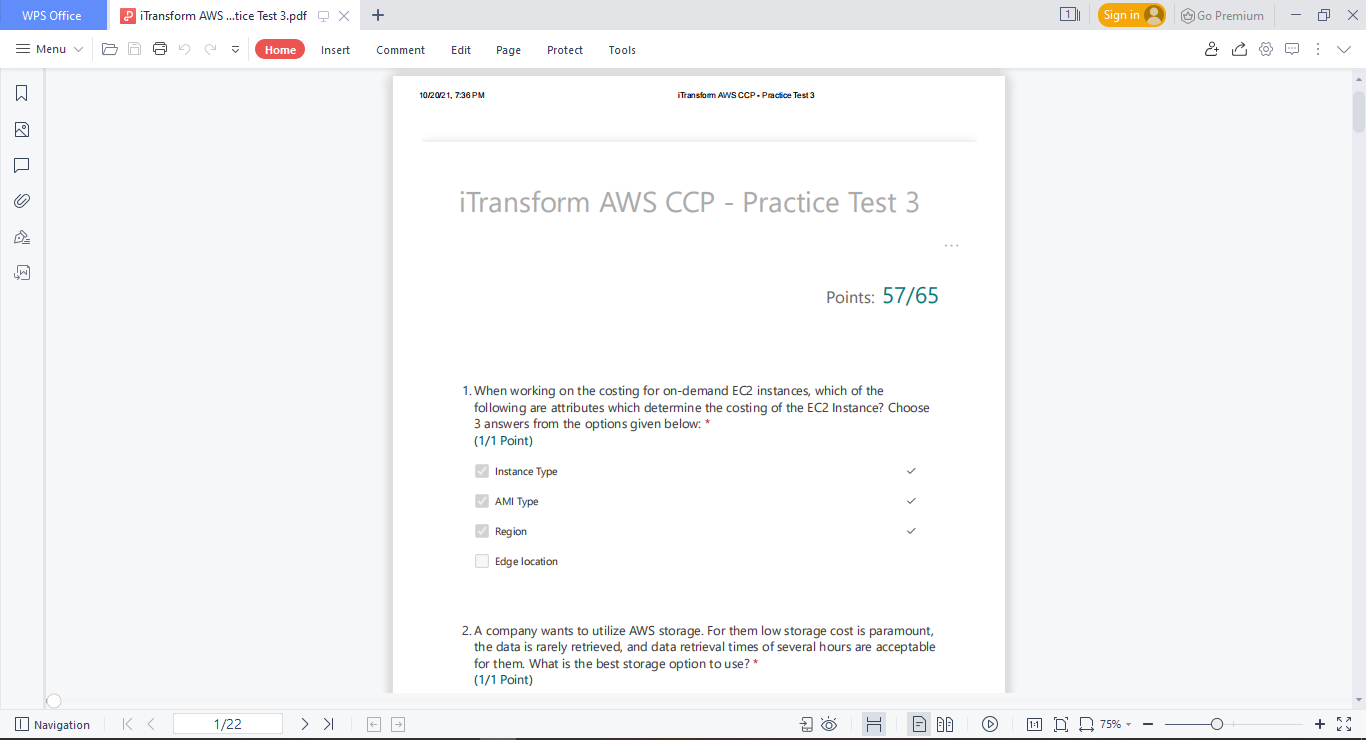 WPS Office
iTransform AWS ...tice Test 3.pdf
1
Sign in
Go Premium
Menu
Home
Insert
Comment
Edit
Page
Protect
Tools
10/20/21, 7:36 PM
iTransform AWS CCP - Practice Test 3
iTransform AWS CCP - Practice Test 3
...
Points: 57/65
1. When working on the costing for on-demand EC2 instances, which of the
following are attributes which determine the costing of the EC2 Instance? Choose
3 answers from the options given below: *
(1/1 Point)
Instance Type
AMI Type
Region
Edge location
2. A company wants to utilize AWS storage. For them low storage cost is paramount,
the data is rarely retrieved, and data retrieval times of several hours are acceptable
for them. What is the best storage option to use? *
(1/1 Point)
Navigation
1/22
1:1
75%